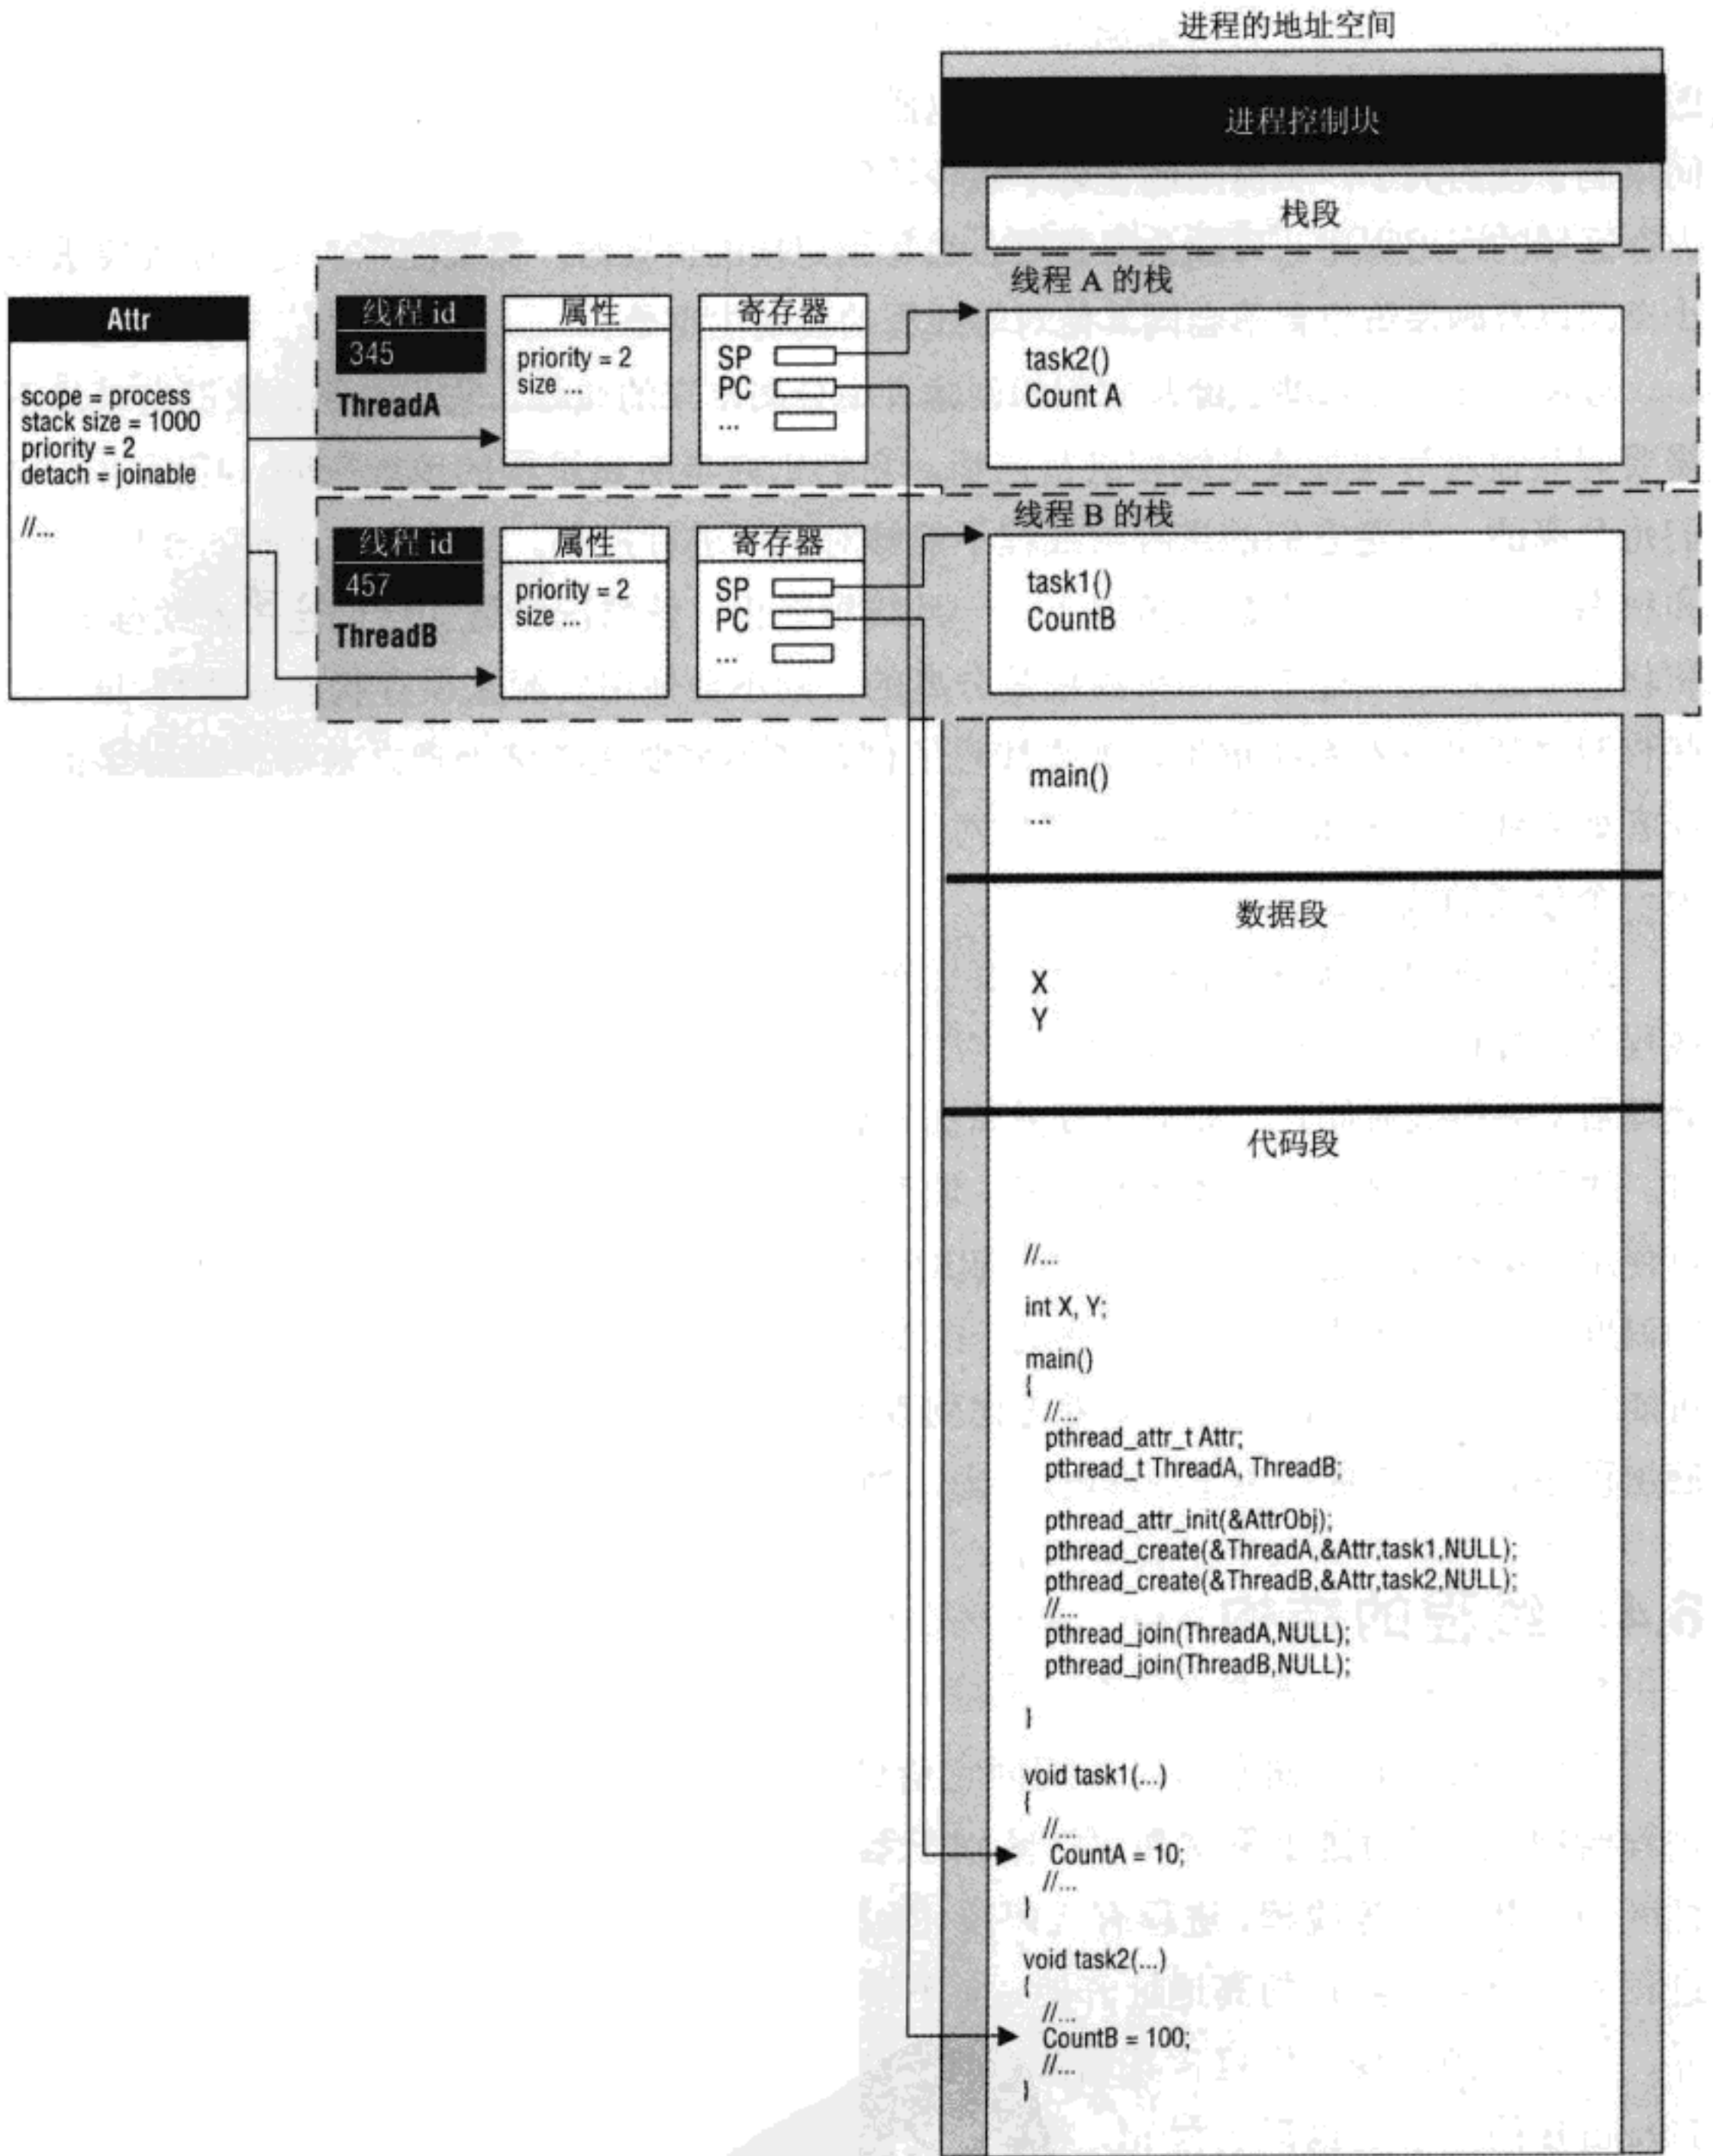 进程的地址空间
进程控制块
栈段
Attr
scope = process
stack size = 1000
priority = 2
detach = joinable
//...
线程 id
345
ThreadA
属性
priority = 2
size ...
寄存器
SP
PC
...
线程 A 的栈
task2()
Count A
线程 id
457
ThreadB
属性
priority = 2
size ...
寄存器
SP
PC
...
线程 B 的栈
task1()
CountB
main()
...
数据段
X
Y
代码段
//...
int X, Y;
main()
{
//...
pthread_attr_t Attr;
pthread_t ThreadA, ThreadB;
pthread_attr_init(&AttrObj);
pthread_create(&ThreadA,&Attr,task1,NULL);
pthread_create(&ThreadB,&Attr,task2,NULL);
//...
pthread_join(ThreadA,NULL);
pthread_join(ThreadB,NULL);
}
void task1(...)
{
//...
CountA = 10;
//...
}
void task2(...)
{
//...
CountB = 100;
//...
}